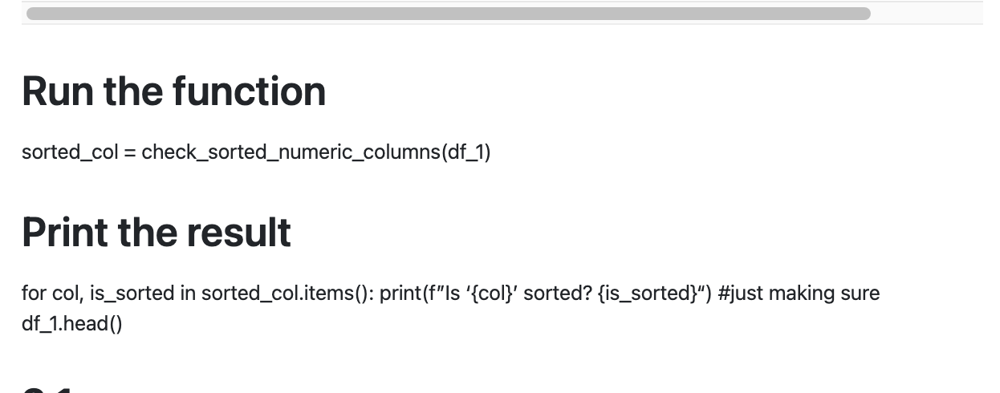 Run the function
sorted_col = check_sorted_numeric_columns(df_1)
Print the result
for col, is_sorted in sorted_col.items(): print(f”Is ‘{col}’ sorted? {is_sorted}“) #just making sure
df_1.head()